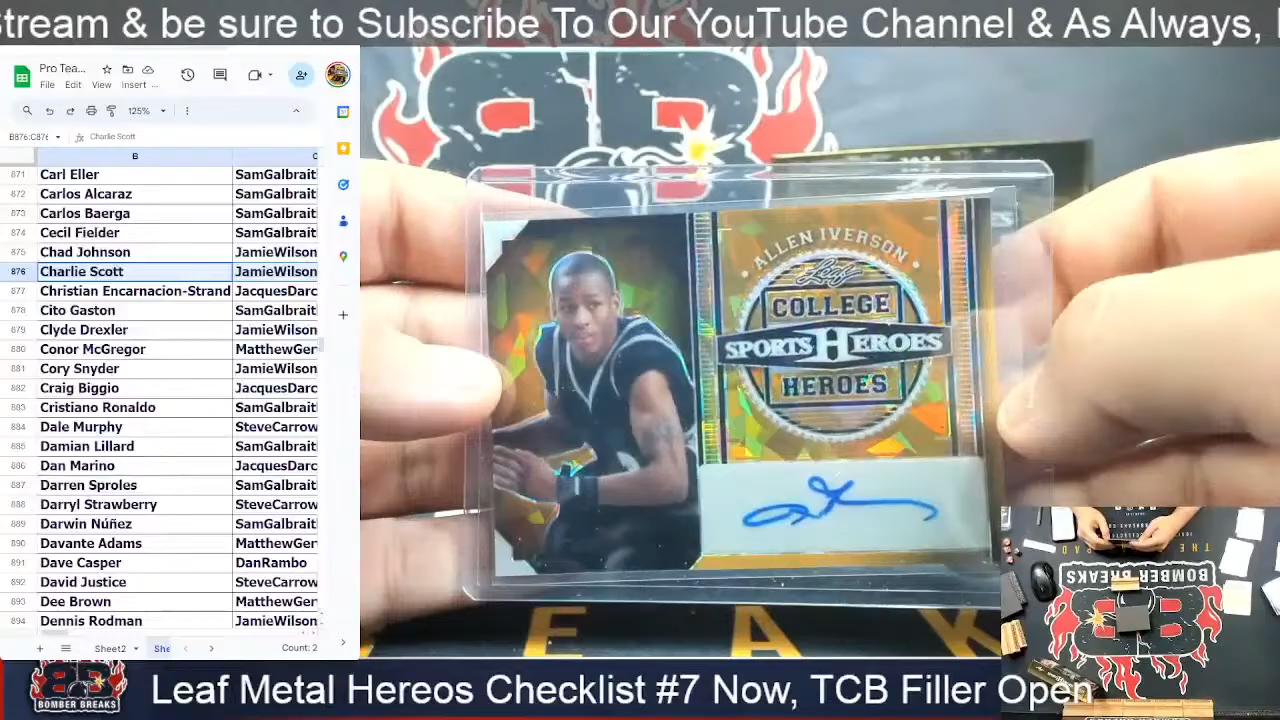 Stream & be sure to Subscribe To Our YouTube Channel & As Always,
Pro Tea...
File Edit View Insert ...
125%
B876:C876 fx Charlie Scott
B C
871 Carl Eller SamGalbrait
872 Carlos Alcaraz SamGalbrait
873 Carlos Baerga SamGalbrait
874 Cecil Fielder SamGalbrait
875 Chad Johnson JamieWilson
876 Charlie Scott JamieWilson
877 Christian Encarnacion-Strand JacquesDarc
878 Cito Gaston SamGalbrait
879 Clyde Drexler JamieWilson
880 Conor McGregor MatthewGer
881 Cory Snyder JamieWilson
882 Craig Biggio JacquesDarc
883 Cristiano Ronaldo SamGalbrait
884 Dale Murphy SteveCarrow
885 Damian Lillard SamGalbrait
886 Dan Marino JacquesDarc
887 Darren Sproles SamGalbrait
888 Darryl Strawberry SteveCarrow
889 Darwin Núñez SamGalbrait
890 Davante Adams MatthewGer
891 Dave Casper DanRambo
892 David Justice SteveCarrow
893 Dee Brown MatthewGer
894 Dennis Rodman JamieWilson
Sheet2 She Count: 2
ALLEN IVERSON
Leaf
COLLEGE
SPORTS HEROES
HEROES
E A K
BOMBER BREAKS
BOMBER BREAKS
Leaf Metal Hereos Checklist #7 Now, TCB Filler Open